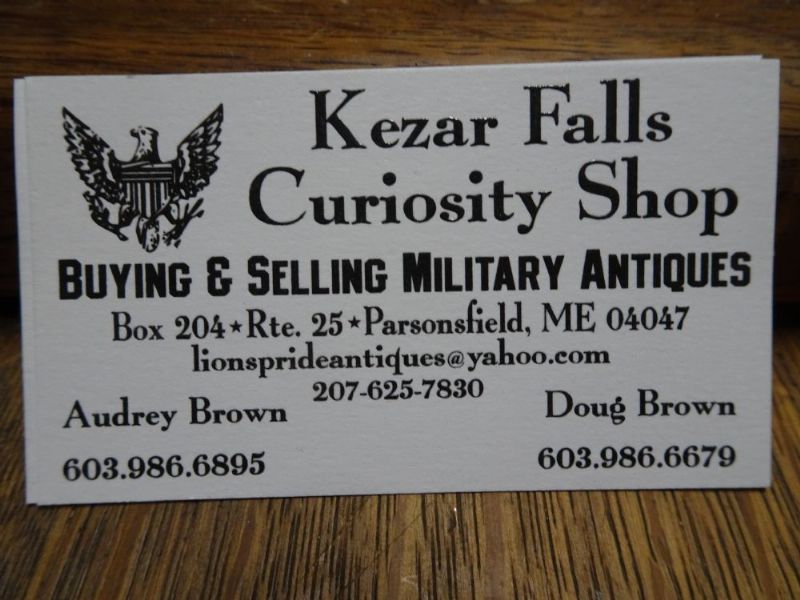 Kezar Falls
Curiosity Shop
BUYING & SELLING MILITARY ANTIQUES
Box 204★Rte. 25★Parsonsfield, ME 04047
lionsprideantiques@yahoo.com
207-625-7830
Audrey Brown
Doug Brown
603.986.6895
603.986.6679